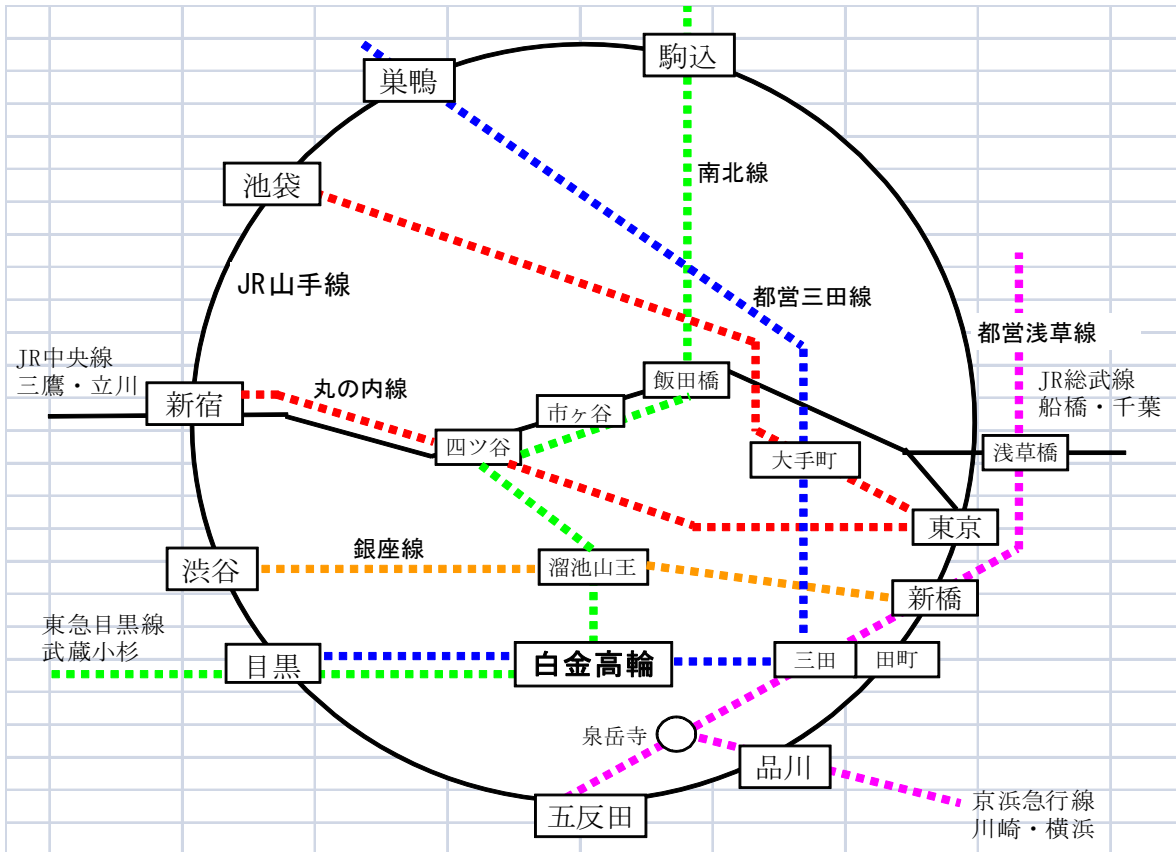 駒込
巣鴨
南北線
池袋
JR山手線
都営三田線
都営浅草線
JR中央線
三鷹・立川
新宿
丸の内線
飯田橋
市ヶ谷
四ツ谷
大手町
JR総武線
船橋・千葉
浅草橋
東京
銀座線
渋谷
溜池山王
新橋
東急目黒線
武蔵小杉
目黒
白金高輪
三田
田町
泉岳寺
品川
五反田
京浜急行線
川崎・横浜